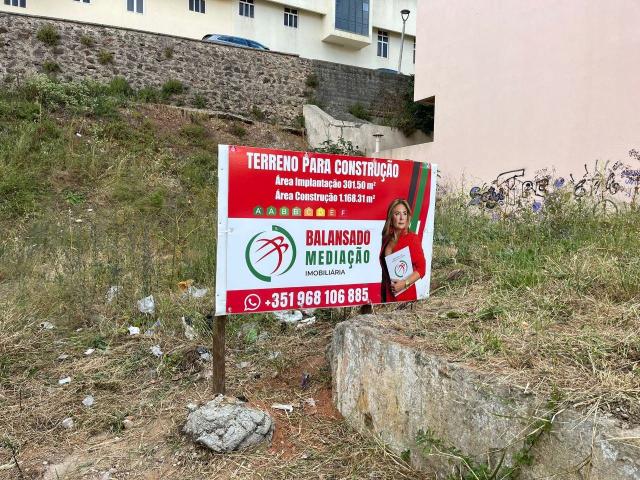 TERRENO PARA CONSTRUÇÃO
Área Implantação 301.50 m²
Área Construção 1.168.31 m²
A A B B C D E F
BALANSADO
MEDIAÇÃO
IMOBILIÁRIA
+351 968 106 885